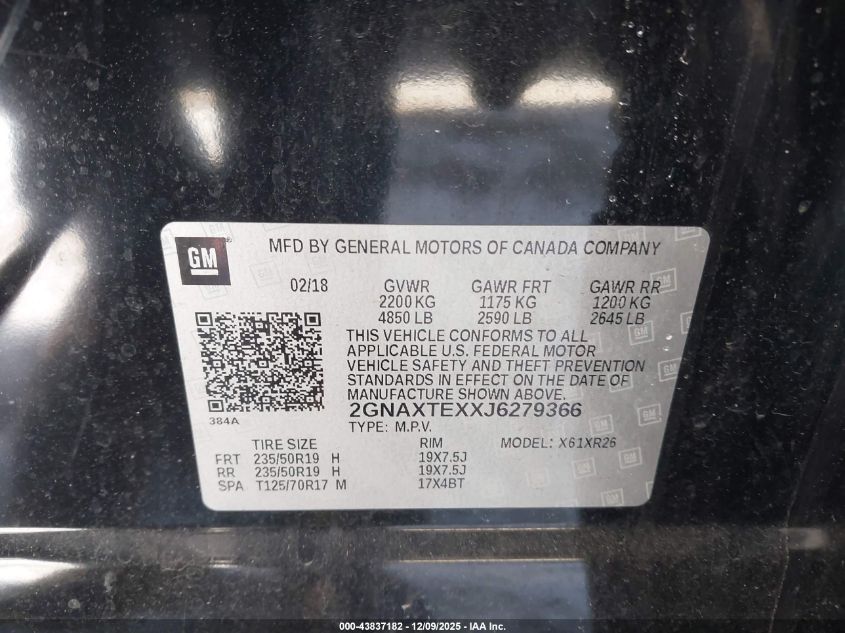 GM
MFD BY GENERAL MOTORS OF CANADA COMPANY
02/18 GVWR GAWR FRT GAWR RR
2200 KG 1175 KG 1200 KG
4850 LB 2590 LB 2645 LB
THIS VEHICLE CONFORMS TO ALL
APPLICABLE U.S. FEDERAL MOTOR
VEHICLE SAFETY AND THEFT PREVENTION
STANDARDS IN EFFECT ON THE DATE OF
MANUFACTURE SHOWN ABOVE.
384A
2GNAXTEXXJ6279366
TYPE: M.P.V.
TIRE SIZE RIM MODEL: X61XR26
FRT 235/50R19 H 19X7.5J
RR 235/50R19 H 19X7.5J
SPA T125/70R17 M 17X4BT
000-43837182 - 12/09/2025 - IAA Inc.